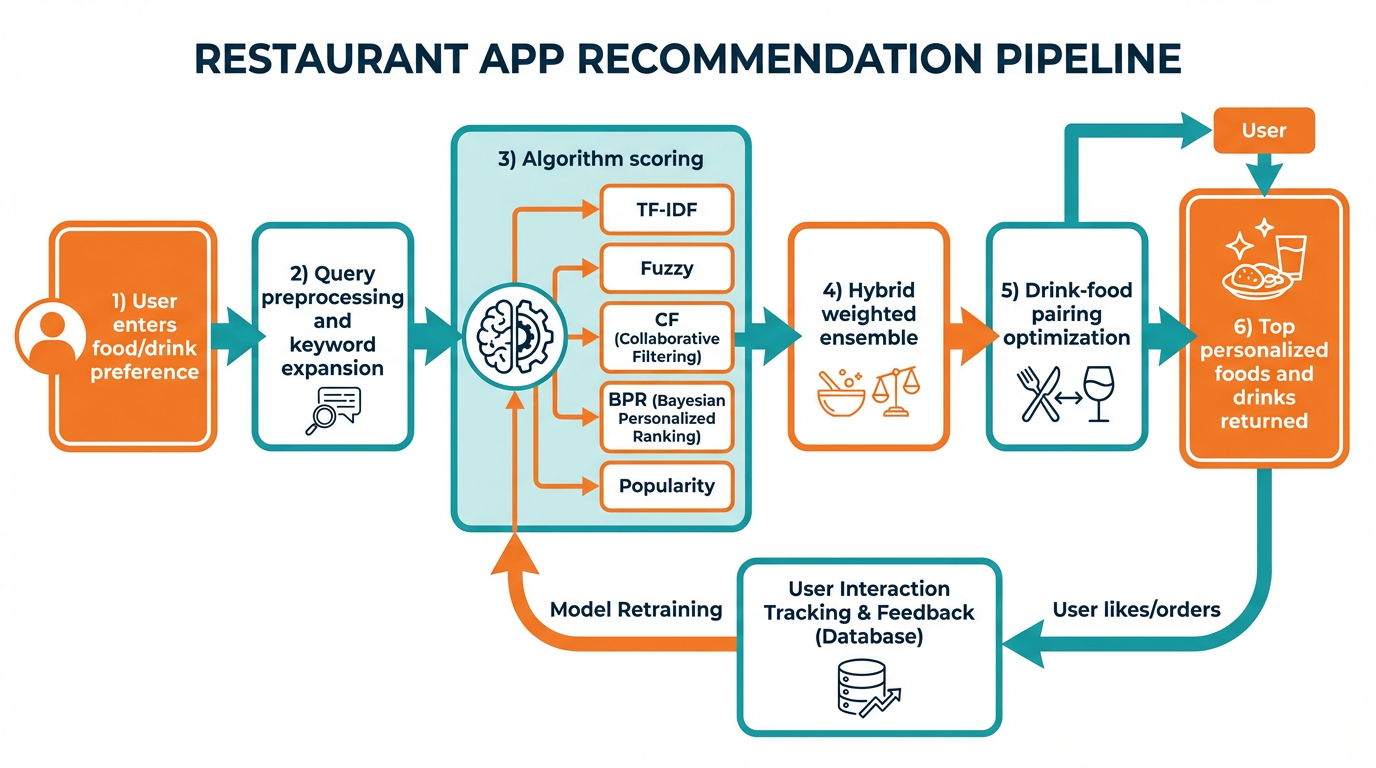 RESTAURANT APP RECOMMENDATION PIPELINE
1) User
enters
food/drink
preference
2) Query
preprocessing
and
keyword
expansion
3) Algorithm scoring
TF-IDF
Fuzzy
CF
(Collaborative
Filtering)
BPR (Bayesian
Personalized
Ranking)
Popularity
4) Hybrid
weighted
ensemble
5) Drink-food
pairing
optimization
User
6) Top
personalized
foods and
drinks
returned
User likes/orders
User Interaction
Tracking & Feedback
(Database)
Model Retraining